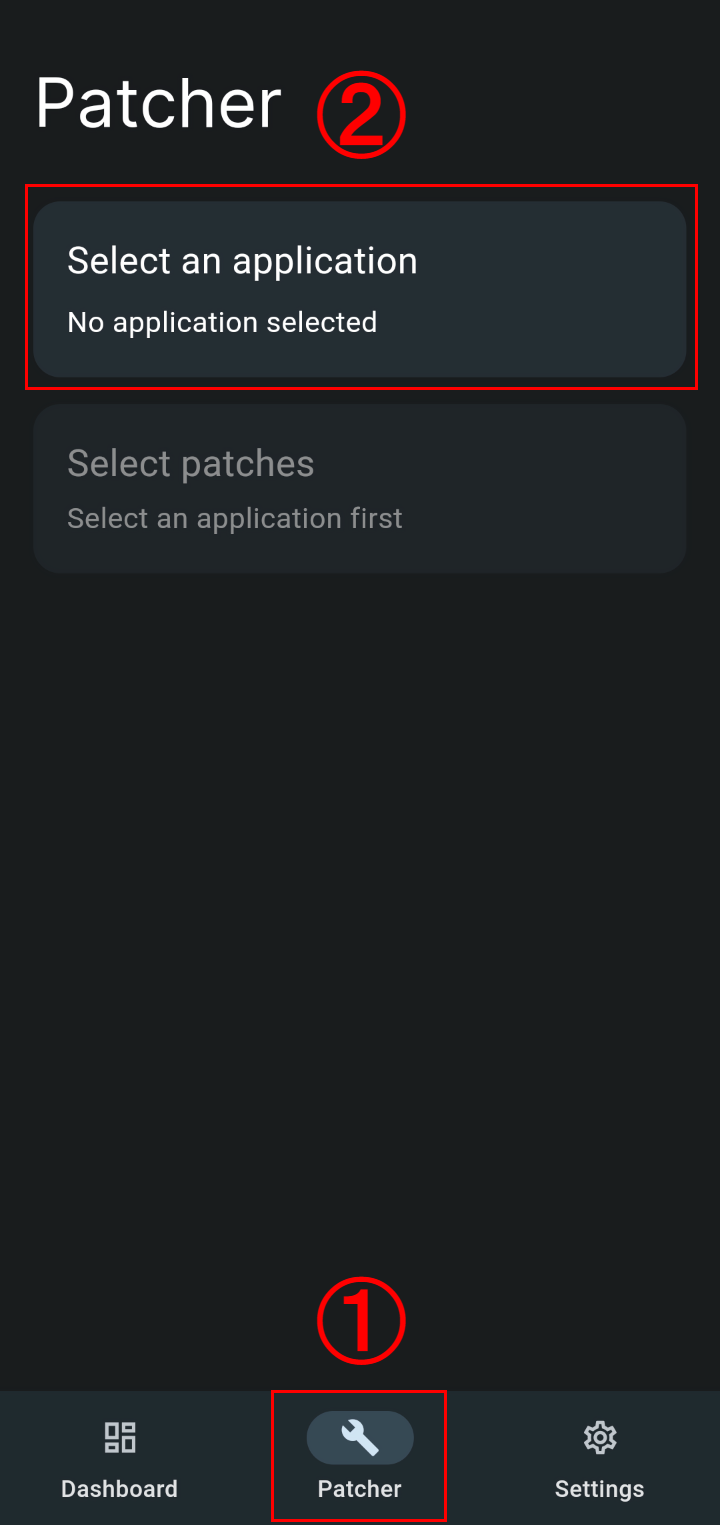 Patcher ②
Select an application
No application selected
Select patches
Select an application first
①
Dashboard Patcher Settings